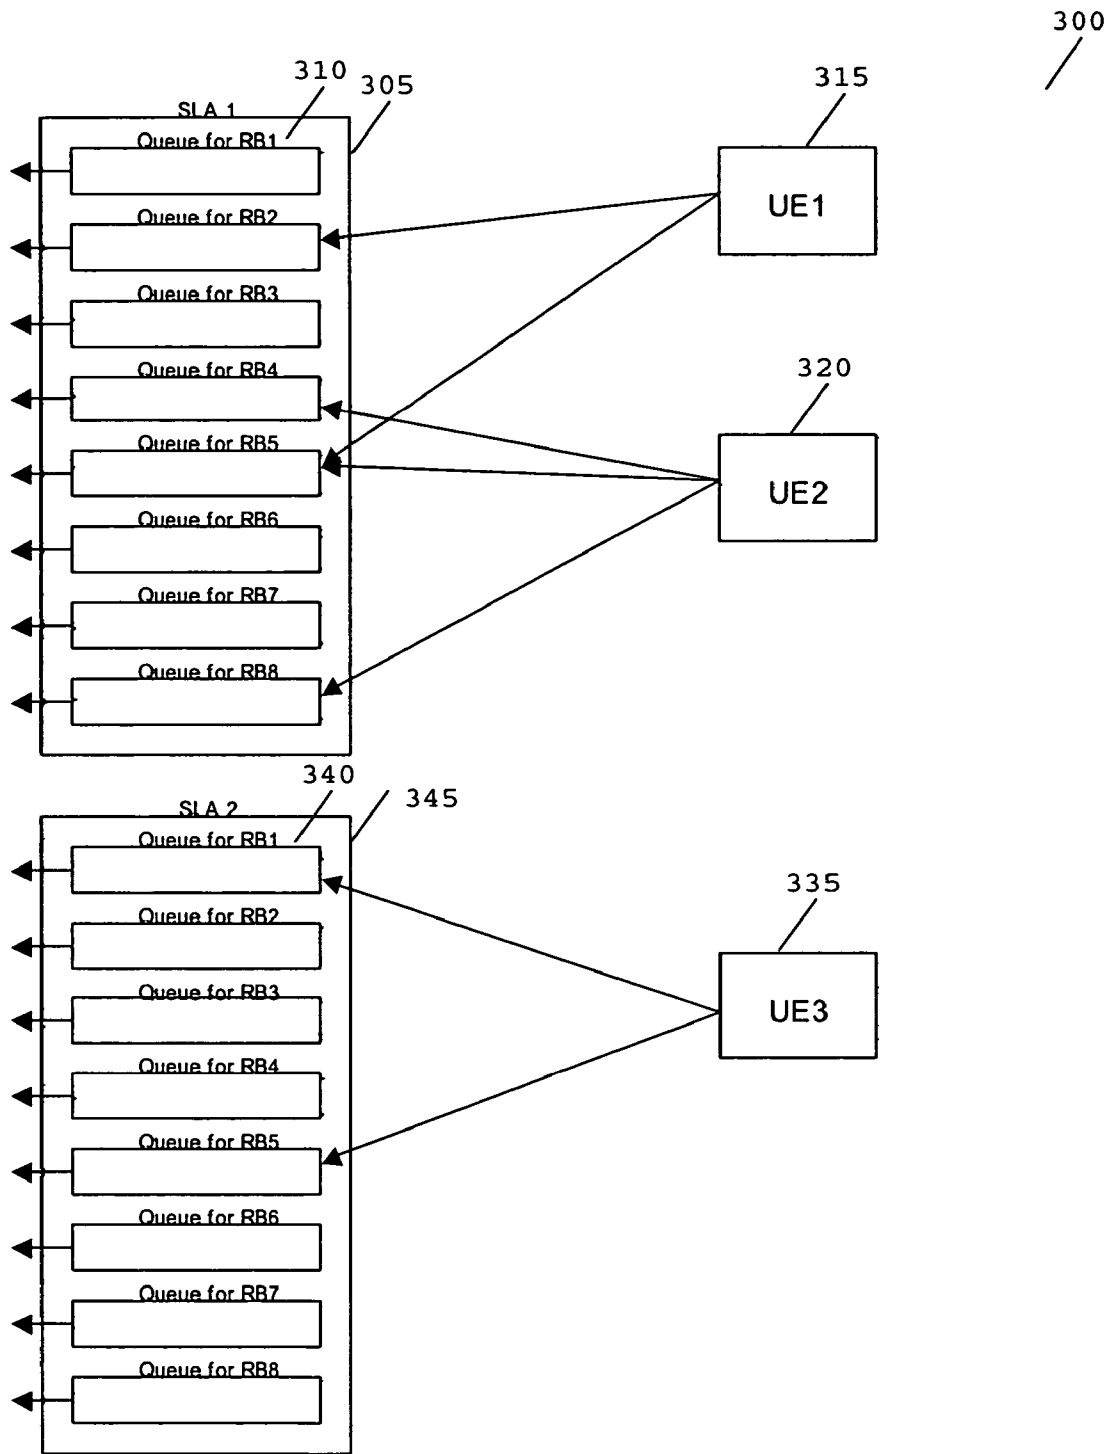 300
310
305
315
SLA 1
Queue for RB1
UE1
Queue for RB2
Queue for RB3
320
Queue for RB4
Queue for RB5
UE2
Queue for RB6
Queue for RB7
Queue for RB8
340
345
SLA 2
Queue for RB1
335
Queue for RB2
UE3
Queue for RB3
Queue for RB4
Queue for RB5
Queue for RB6
Queue for RB7
Queue for RB8